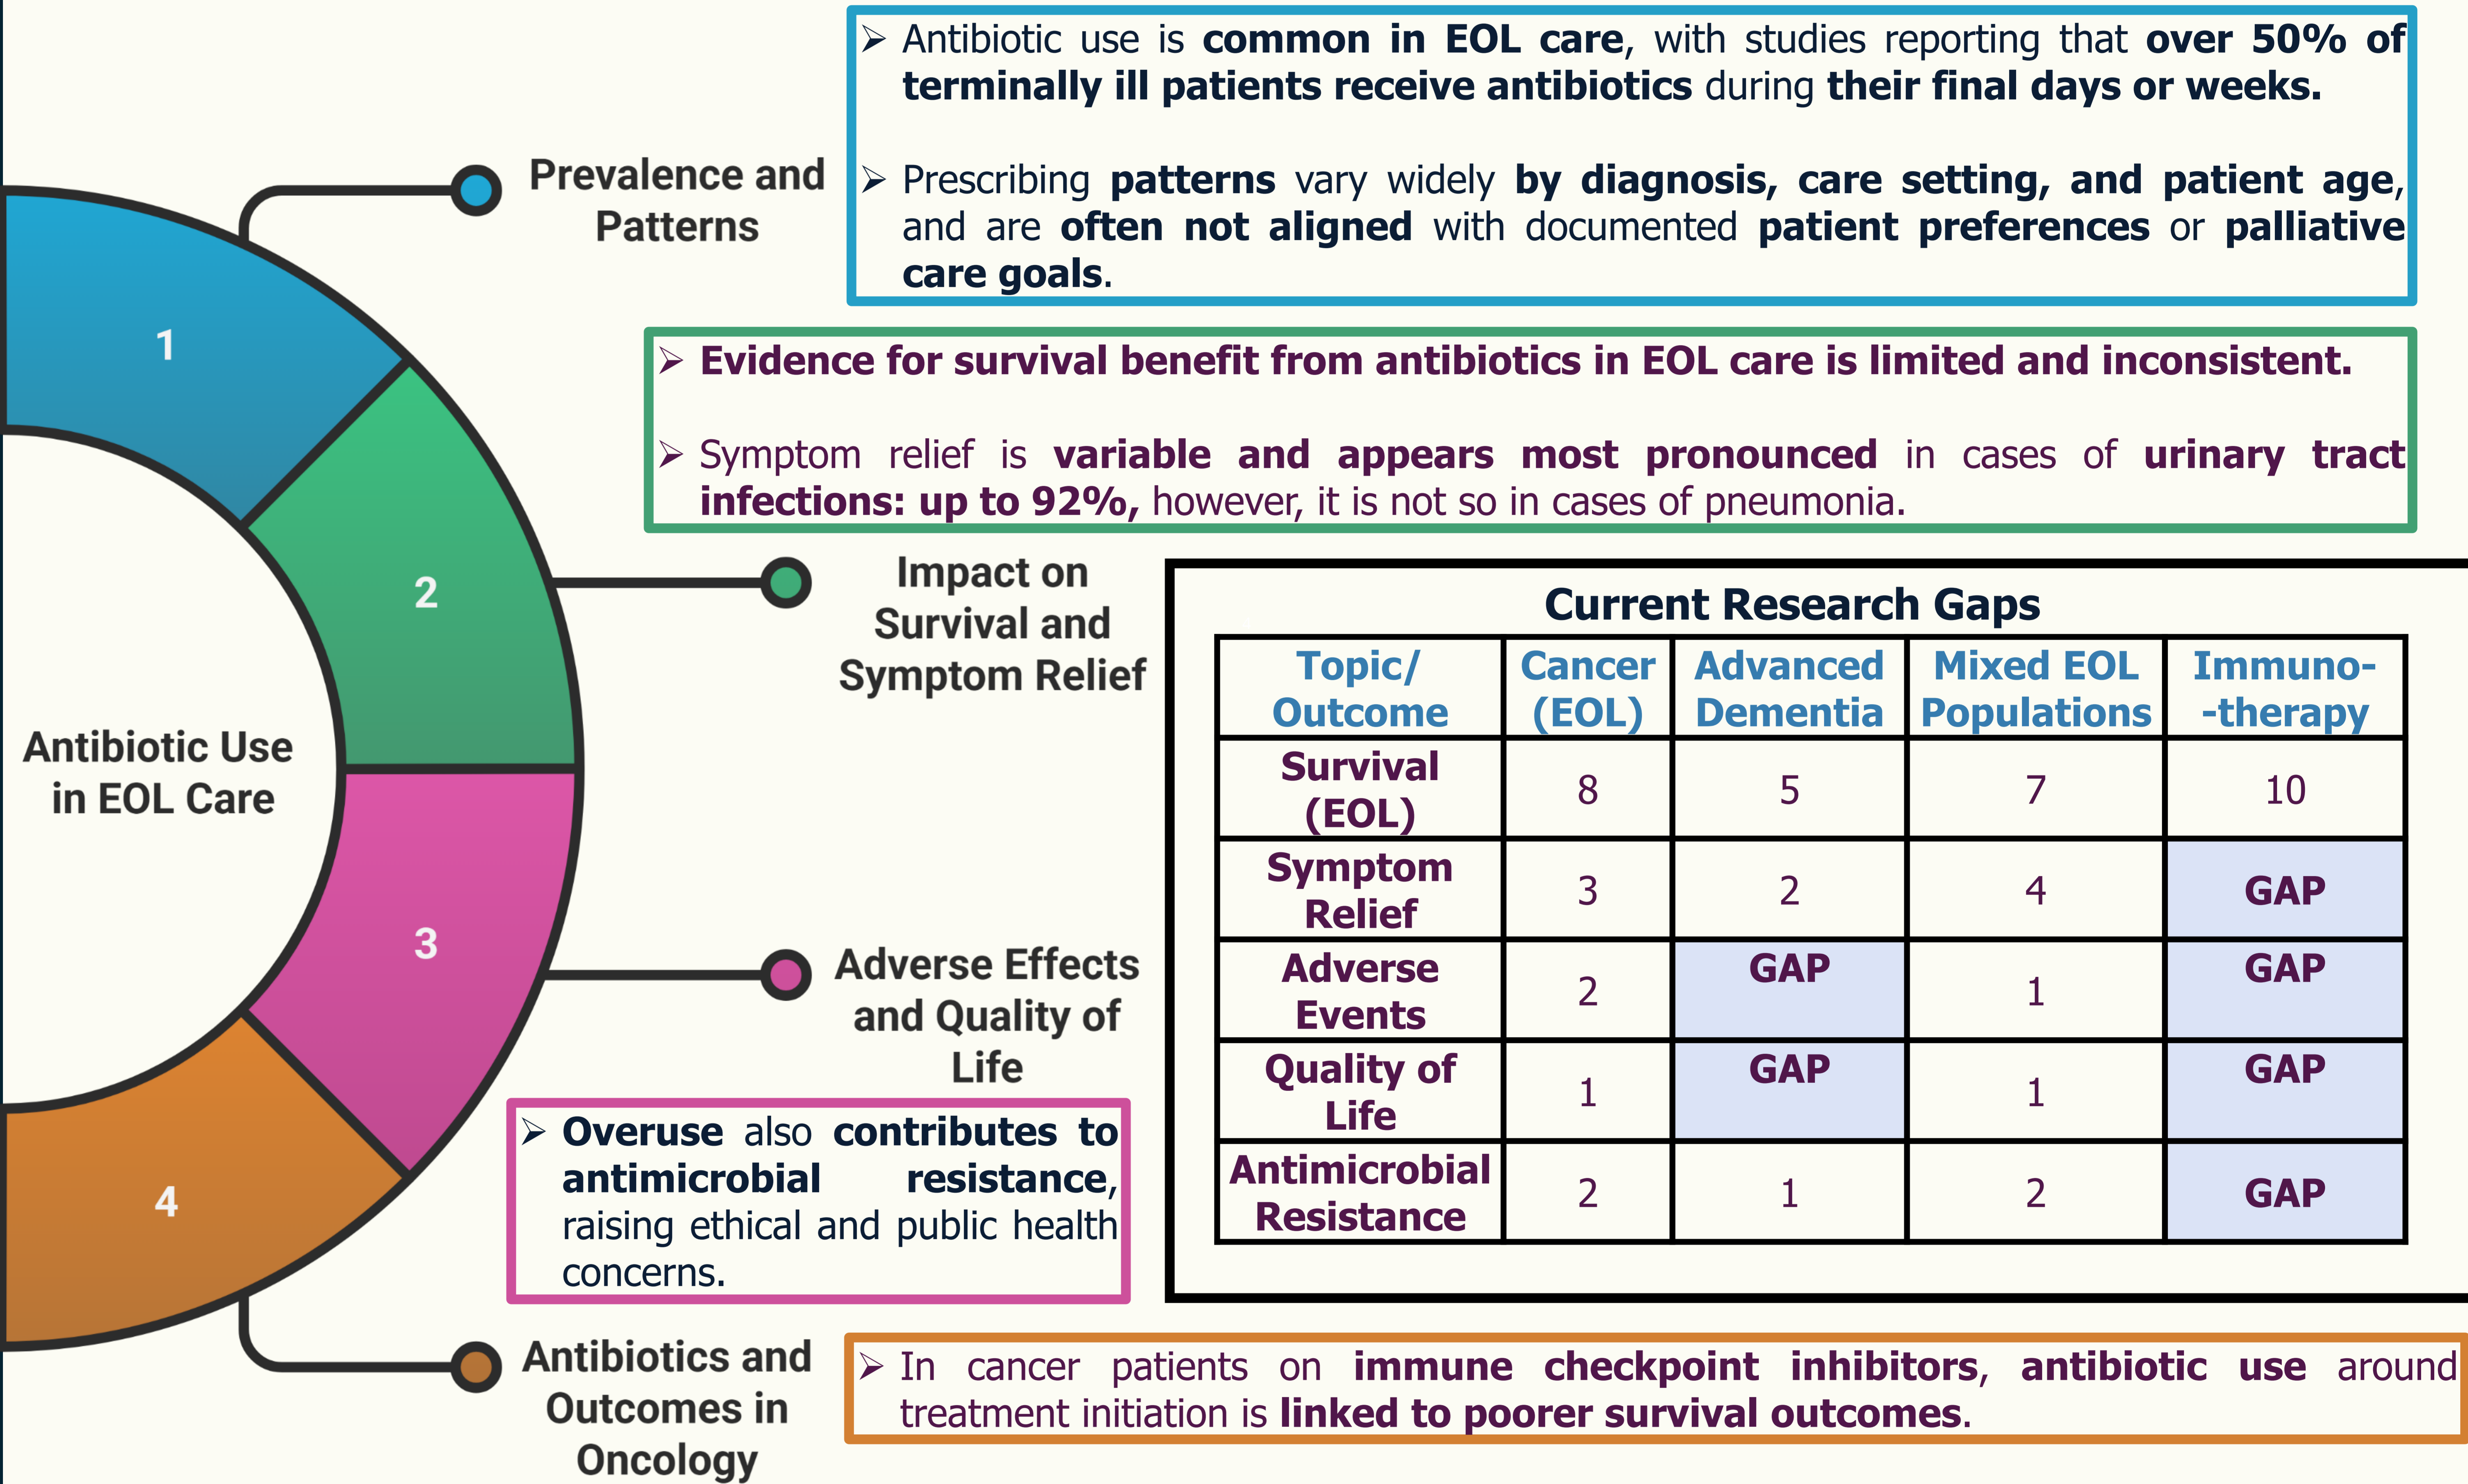 ➢ Antibiotic use is common in EOL care, with studies reporting that over 50% of
terminally ill patients receive antibiotics during their final days or weeks.
➢ Prescribing patterns vary widely by diagnosis, care setting, and patient age,
and are often not aligned with documented patient preferences or palliative
care goals.
Prevalence and
Patterns
1
➢ Evidence for survival benefit from antibiotics in EOL care is limited and inconsistent.
➢ Symptom relief is variable and appears most pronounced in cases of urinary tract
infections: up to 92%, however, it is not so in cases of pneumonia.
2
Impact on
Survival and
Symptom Relief
Antibiotic Use
in EOL Care
3
Adverse Effects
and Quality of
Life
➢ Overuse also contributes to
antimicrobial resistance,
raising ethical and public health
concerns.
4
Current Research Gaps
Topic/
Outcome
Cancer
(EOL)
Advanced
Dementia
Mixed EOL
Populations
Immuno-
-therapy
Survival
(EOL)
8
5
7
10
Symptom
Relief
3
2
4
GAP
Adverse
Events
2
GAP
1
GAP
Quality of
Life
1
GAP
1
GAP
Antimicrobial
Resistance
2
1
2
GAP
Antibiotics and
Outcomes in
Oncology
➢ In cancer patients on immune checkpoint inhibitors, antibiotic use around
treatment initiation is linked to poorer survival outcomes.